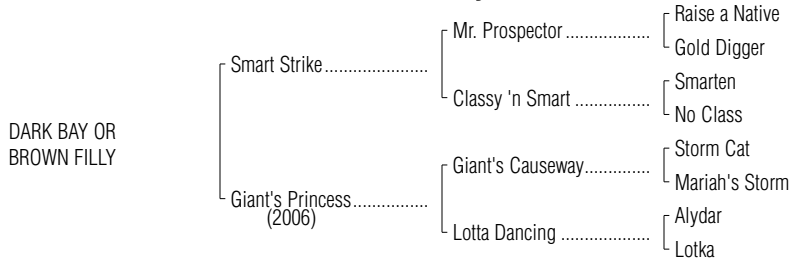 Raise a Native
Mr. Prospector ...................
Gold Digger
Smart Strike......................
Smarten
Classy 'n Smart .................
No Class
DARK BAY OR
BROWN FILLY
Storm Cat
Giant's Causeway..............
Mariah's Storm
Giant's Princess................
(2006)
Alydar
Lotta Dancing ....................
Lotka